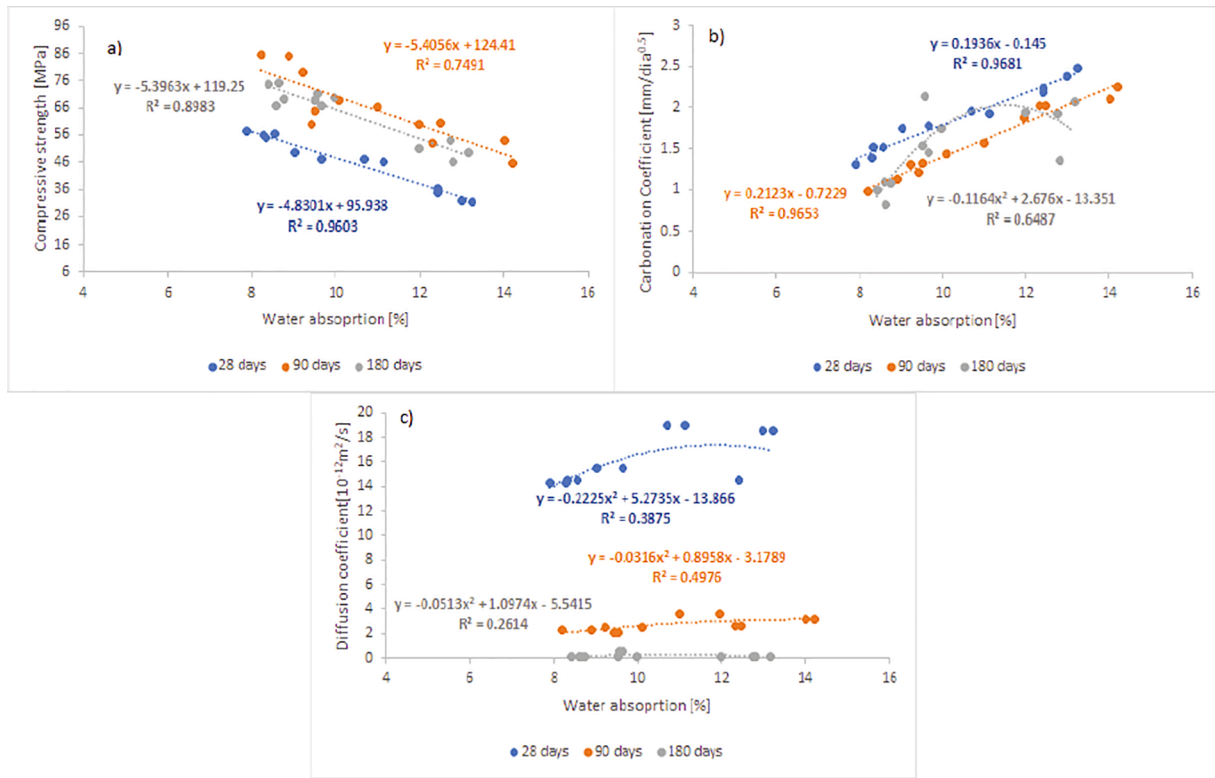 a)
Compressive strength [MPa]
96
86
76
66
56
46
36
26
16
6
y = -5.4056x + 124.41
R² = 0.7491
y = -5.3963x + 119.25
R² = 0.8983
y = -4.8301x + 95.938
R² = 0.9603
4 6 8 10 12 14 16
Water absoprtion [%]
28 days 90 days 180 days
b)
Carbonation Coefficient [mm/dia^0.5]
3
2.5
2
1.5
1
0.5
0
y = 0.1936x - 0.145
R² = 0.9681
y = 0.2123x - 0.7229
R² = 0.9653
y = -0.1164x² + 2.676x - 13.351
R² = 0.6487
4 6 8 10 12 14 16
Water absorption [%]
28 days 90 days 180 days
c)
Diffusion coefficient[10⁻¹²m²/s]
20
18
16
14
12
10
8
6
4
2
0
y = -0.2225x² + 5.2735x - 13.866
R² = 0.3875
y = -0.0316x² + 0.8958x - 3.1789
R² = 0.4976
y = -0.0513x² + 1.0974x - 5.5415
R² = 0.2614
4 6 8 10 12 14 16
Water absoprtion [%]
28 days 90 days 180 days